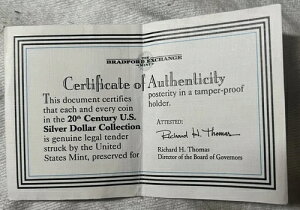 THE
BRADFORD EXCHANGE
MINT
Certificate of Authenticity
This document certifies
that each and every coin
in the 20th Century U.S.
Silver Dollar Collection
is genuine legal tender
struck by the United
States Mint, preserved for
posterity in a tamper-proof
holder.
ATTESTED:
Richard H. Thomas
Richard H. Thomas
Director of the Board of Governors